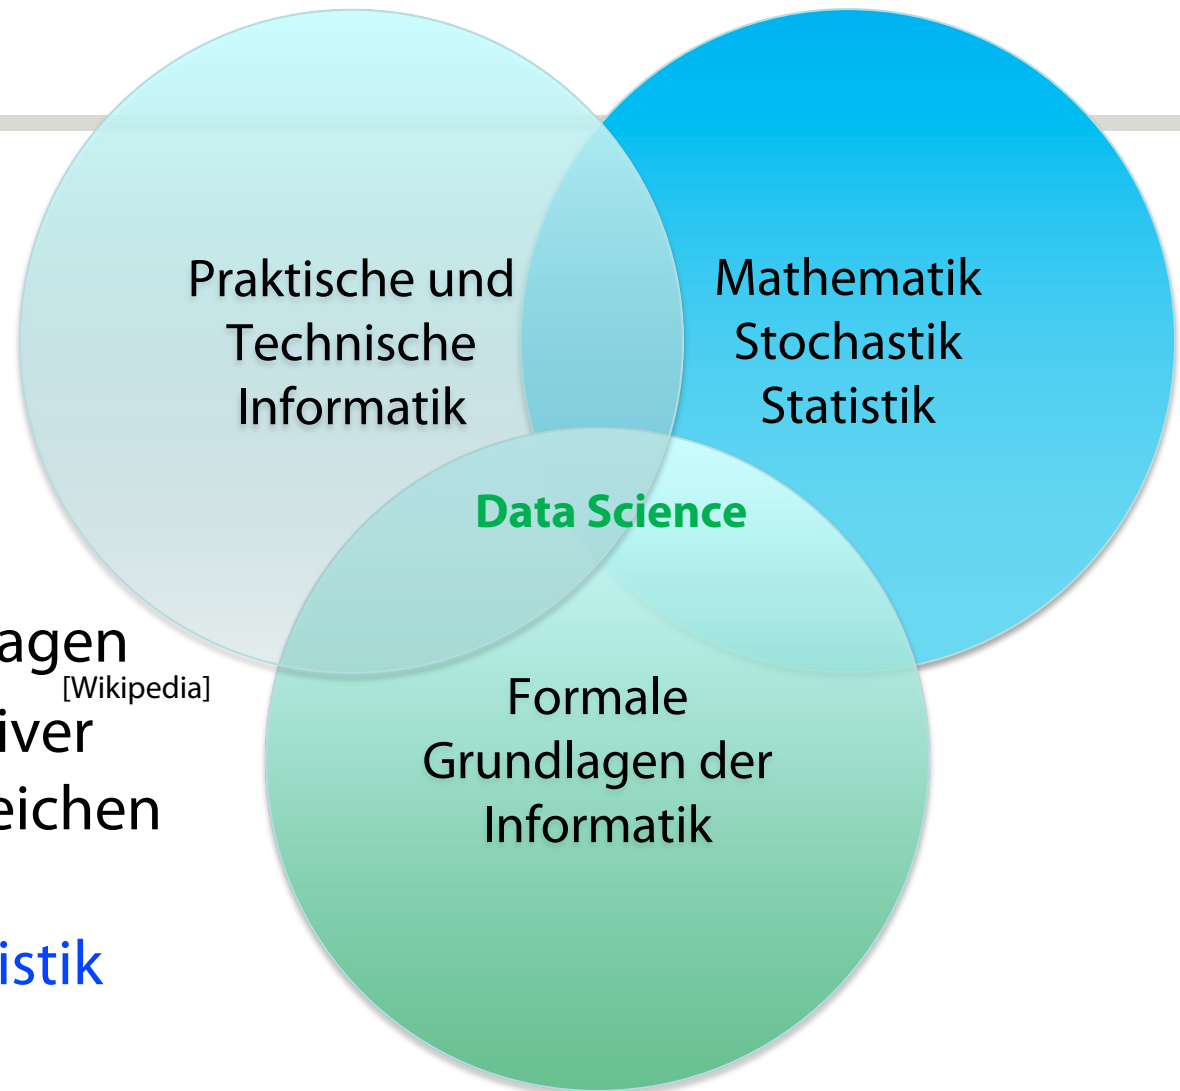 Praktische und
Technische
Informatik
Mathematik
Stochastik
Statistik
Data Science
Formale
Grundlagen der
Informatik
agen
[Wikipedia]
iver
eichen
istik